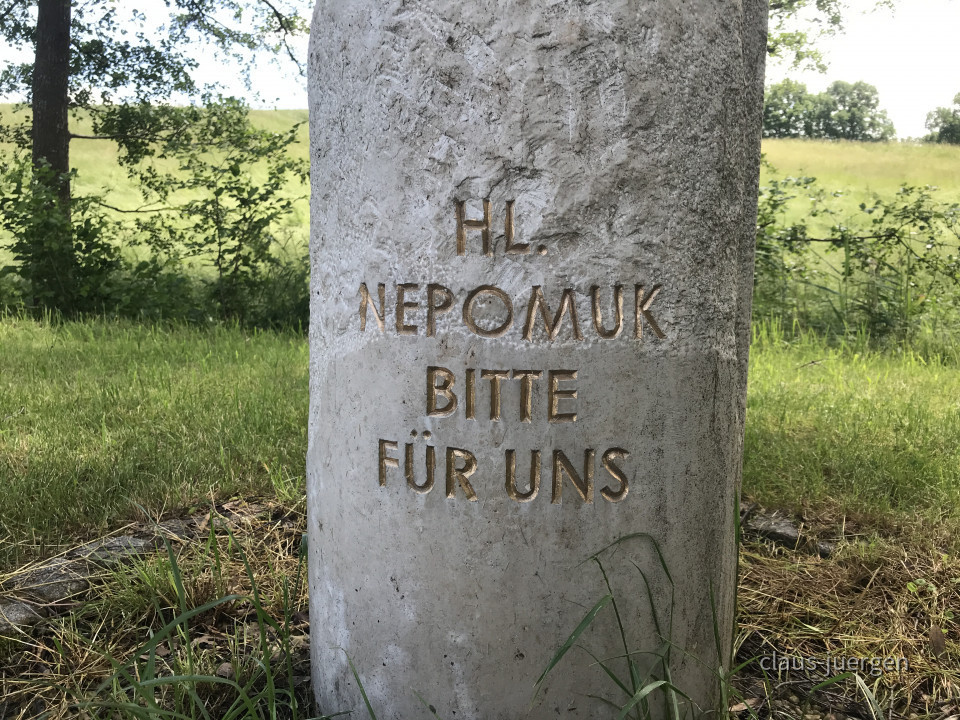 HL.
NEPOMUK
BITTE
FÜR UNS
claus-juergen